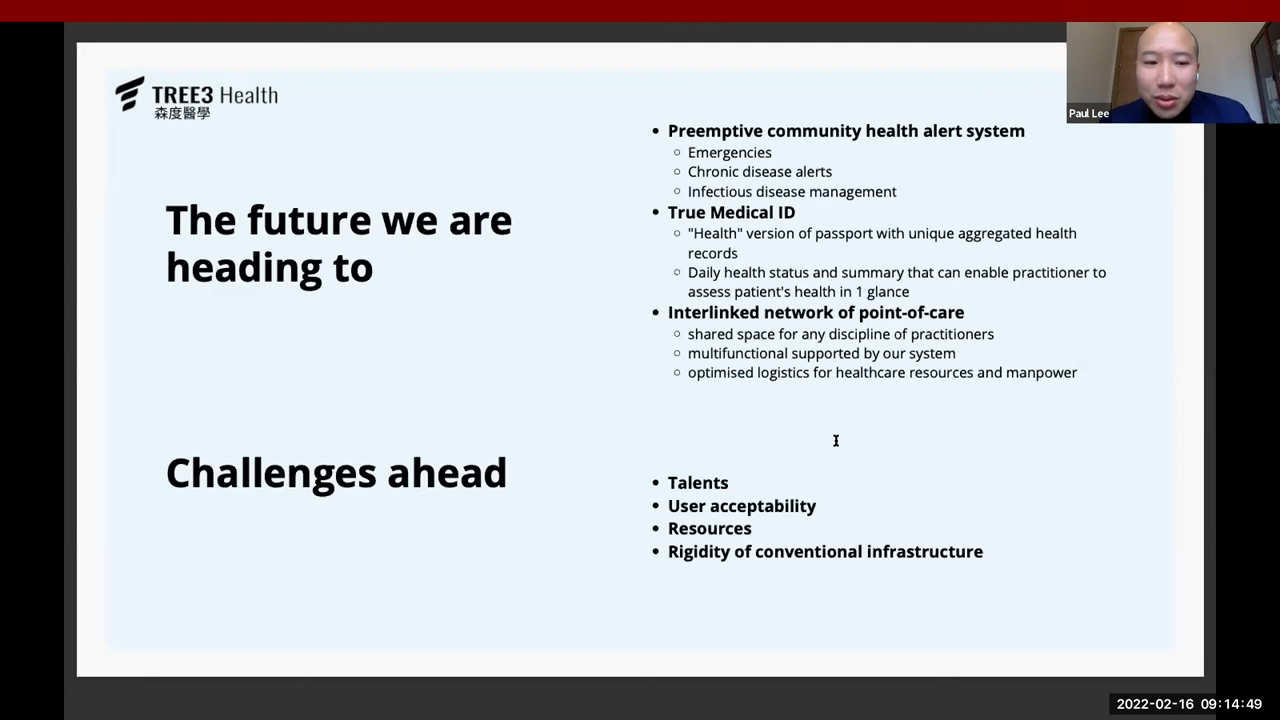 TREE3 Health
森度醫學
The future we are
heading to
• Preemptive community health alert system
○ Emergencies
○ Chronic disease alerts
○ Infectious disease management
• True Medical ID
○ "Health" version of passport with unique aggregated health
records
○ Daily health status and summary that can enable practitioner to
assess patient's health in 1 glance
• Interlinked network of point-of-care
○ shared space for any discipline of practitioners
○ multifunctional supported by our system
○ optimised logistics for healthcare resources and manpower
Challenges ahead
• Talents
• User acceptability
• Resources
• Rigidity of conventional infrastructure
Paul Lee
2022-02-16 09:14:49